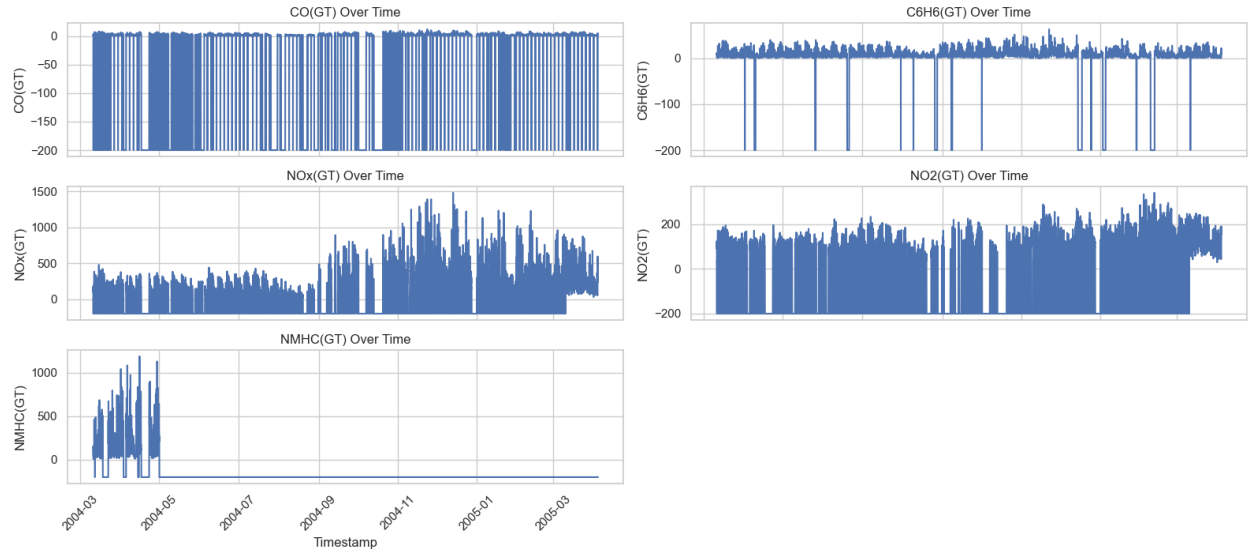 CO(GT) Over Time
0
−50
−100
−150
−200
CO(GT)
C6H6(GT) Over Time
0
−100
−200
C6H6(GT)
NOx(GT) Over Time
1500
1000
500
0
NOx(GT)
NO2(GT) Over Time
200
0
−200
NO2(GT)
NMHC(GT) Over Time
1000
500
0
NMHC(GT)
2004-03
2004-05
2004-07
2004-09
2004-11
2005-01
2005-03
Timestamp